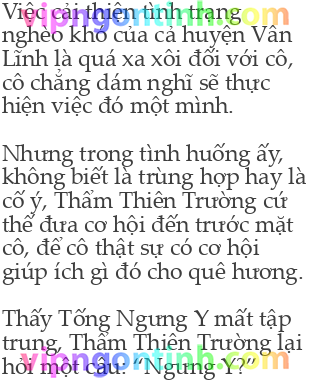 Việc cải thiện tình trạng
nghèo khó của cả huyện Vân
Lĩnh là quá xa xôi đối với cô,
cô chẳng dám nghĩ sẽ thực
hiện việc đó một mình.
Nhưng trong tình huống ấy,
không biết là trùng hợp hay là
cố ý, Thẩm Thiên Trường cứ
thế đưa cơ hội đến trước mặt
cô, để cô thật sự có cơ hội
giúp ích gì đó cho quê hương.
Thấy Tống Ngưng Y mất tập
trung, Thẩm Thiên Trường lại
hỏi một câu: “Ngưng Y?”
vipngontinh.com
vipngontinh.com